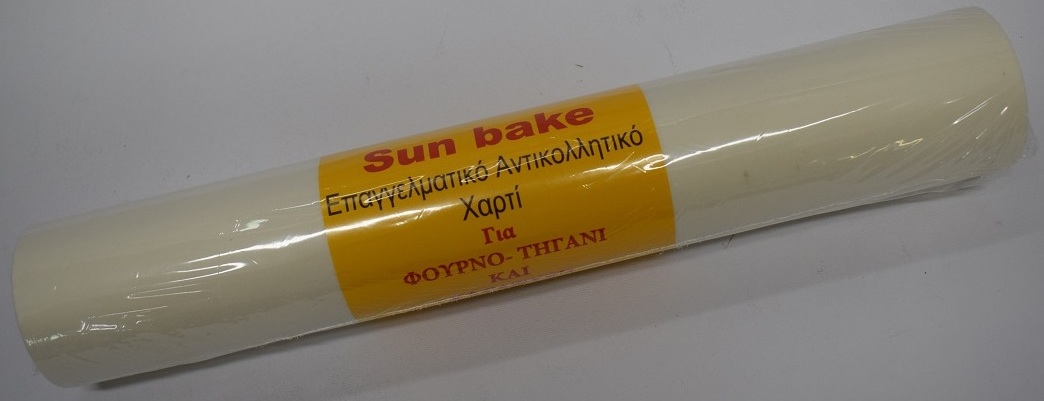 Sun bake
Επαγγελματικό Αντικολλητικό
Χαρτί
Για
ΦΟΥΡΝΟ- ΤΗΓΑΝΙ
ΚΑΙ